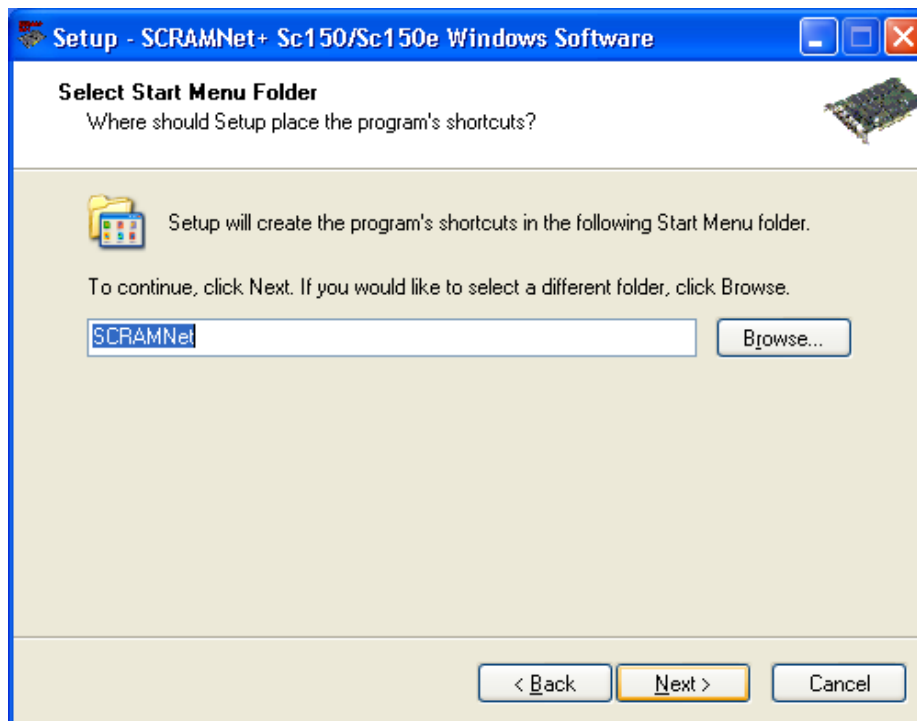 Setup - SCRAMNet+ Sc150/Sc150e Windows Software
Select Start Menu Folder
Where should Setup place the program's shortcuts?
Setup will create the program's shortcuts in the following Start Menu folder.
To continue, click Next. If you would like to select a different folder, click Browse.
SCRAMNet
Browse...
< Back
Next >
Cancel